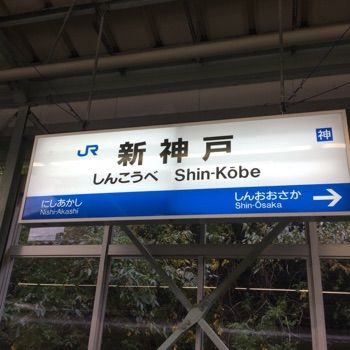 JR 新神戸 神
しんこうべ Shin-Kōbe
にしあかし しんおおさか →
Nishi-Akashi Shin-Ōsaka